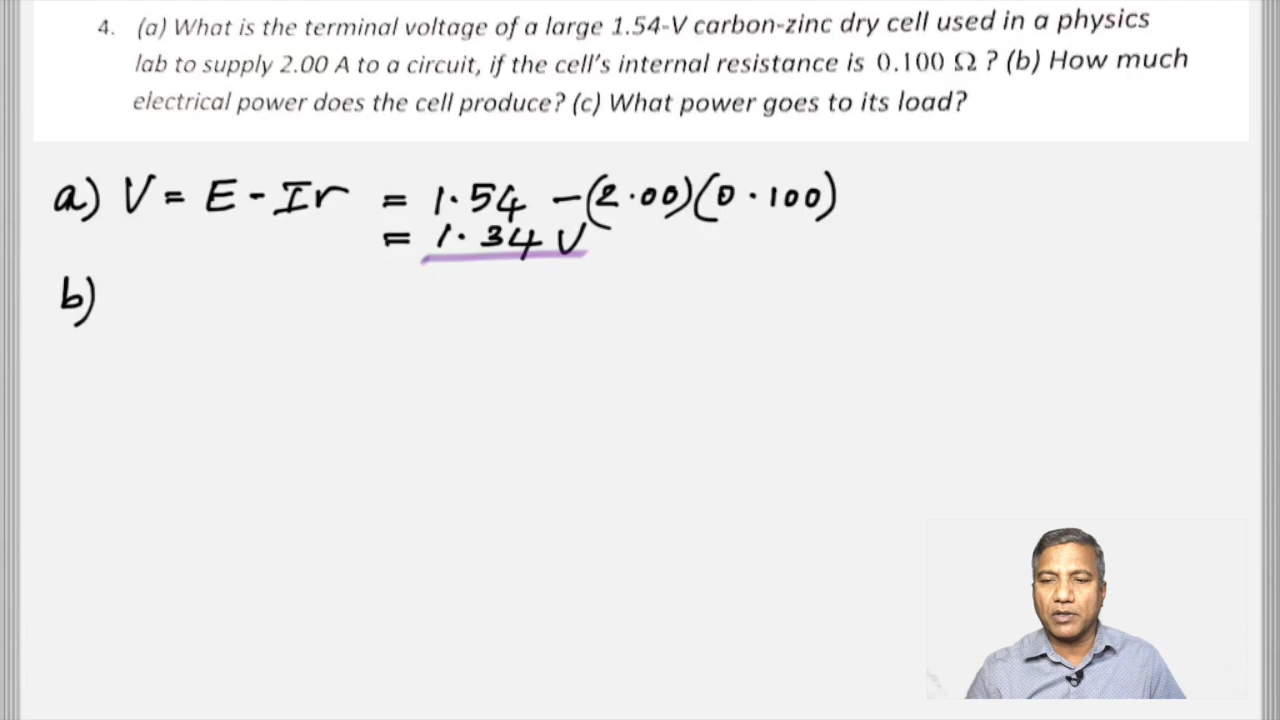 4. (a) What is the terminal voltage of a large 1.54-V carbon-zinc dry cell used in a physics
lab to supply 2.00 A to a circuit, if the cell's internal resistance is 0.100 Ω ? (b) How much
electrical power does the cell produce? (c) What power goes to its load?
a) V = E - Ir = 1.54 - (2.00)(0.100)
= 1.34 V
b)